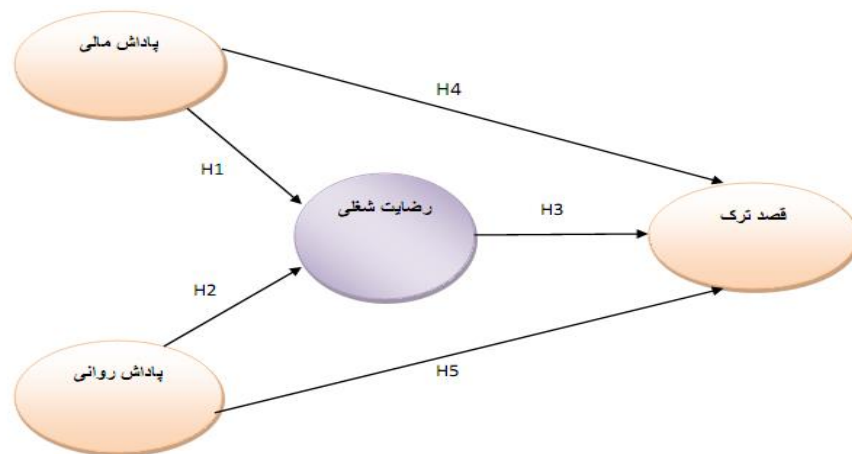 پاداش مالی
H4
H1
رضایت شغلی
H3
قصد ترک
H2
پاداش روانی
H5